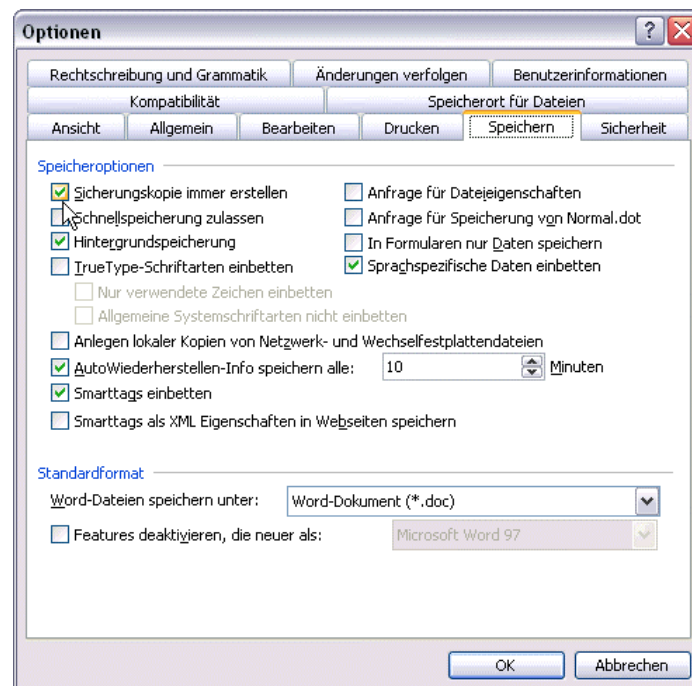 Optionen
Rechtschreibung und Grammatik Änderungen verfolgen Benutzerinformationen
Kompatibilität Speicherort für Dateien
Ansicht Allgemein Bearbeiten Drucken Speichern Sicherheit
Speicheroptionen
Sicherungskopie immer erstellen Anfrage für Dateieigenschaften
Schnellspeicherung zulassen Anfrage für Speicherung von Normal.dot
Hintergrundspeicherung In Formularen nur Daten speichern
TrueType-Schriftarten einbetten Sprachspezifische Daten einbetten
Nur verwendete Zeichen einbetten
Allgemeine Systemschriftarten nicht einbetten
Anlegen lokaler Kopien von Netzwerk- und Wechselfestplattendateien
AutoWiederherstellen-Info speichern alle: 10 Minuten
Smarttags einbetten
Smarttags als XML Eigenschaften in Webseiten speichern
Standardformat
Word-Dateien speichern unter: Word-Dokument (*.doc)
Features deaktivieren, die neuer als: Microsoft Word 97
OK Abbrechen